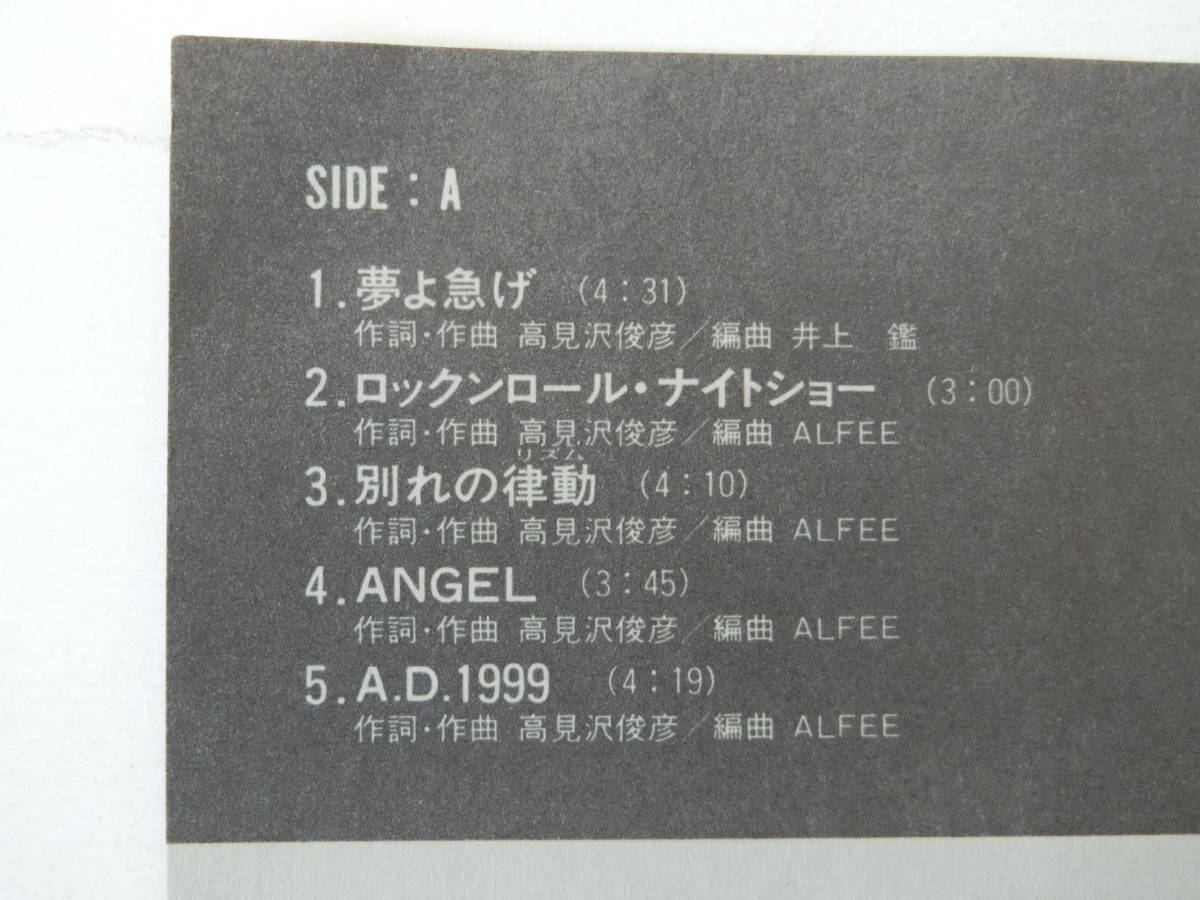 SIDE : A
1.夢よ急げ (4:31)
作詞・作曲 高見沢俊彦／編曲 井上 鑑
2.ロックンロール・ナイトショー (3:00)
作詞・作曲 高見沢俊彦／編曲 ALFEE
リズム
3.別れの律動 (4:10)
作詞・作曲 高見沢俊彦／編曲 ALFEE
4.ANGEL (3:45)
作詞・作曲 高見沢俊彦／編曲 ALFEE
5.A.D.1999 (4:19)
作詞・作曲 高見沢俊彦／編曲 ALFEE